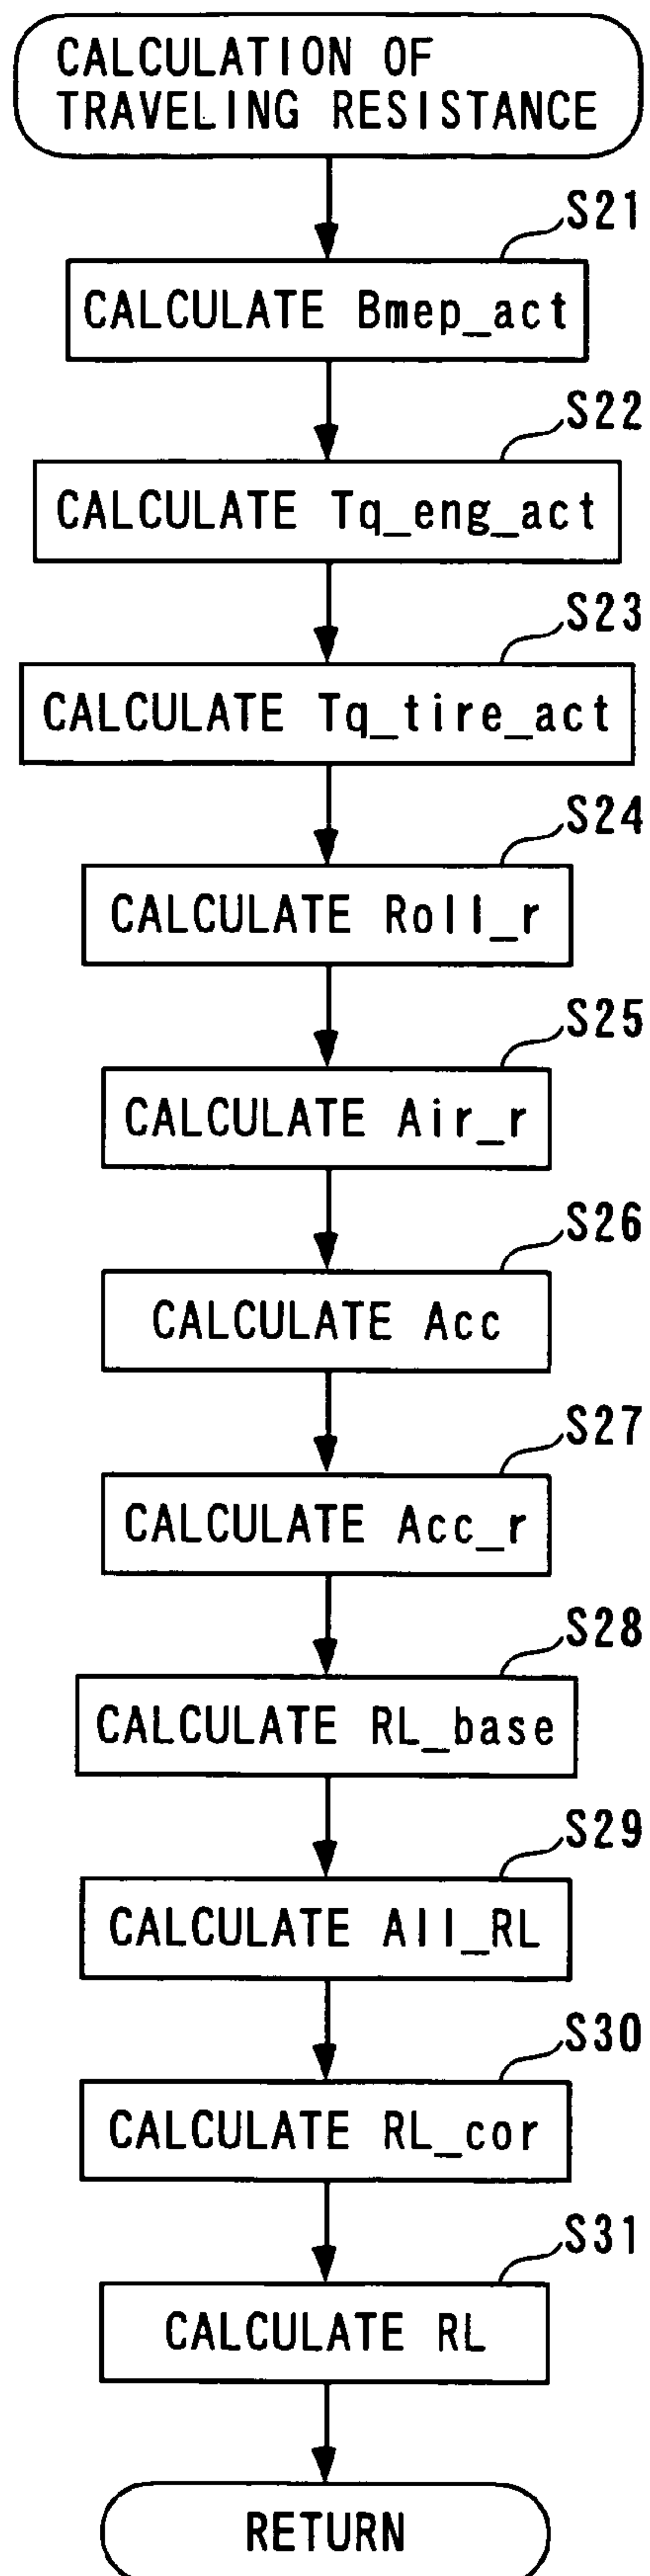 CALCULATION OF
TRAVELING RESISTANCE
S21
CALCULATE Bmep_act
S22
CALCULATE Tq_eng_act
S23
CALCULATE Tq_tire_act
S24
CALCULATE Roll_r
S25
CALCULATE Air_r
S26
CALCULATE Acc
S27
CALCULATE Acc_r
S28
CALCULATE RL_base
S29
CALCULATE All_RL
S30
CALCULATE RL_cor
S31
CALCULATE RL
RETURN